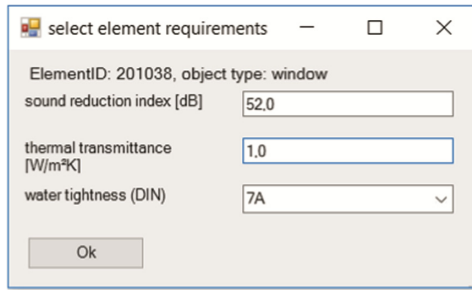 select element requirements
ElementID: 201038, object type: window
sound reduction index [dB]
52.0
thermal transmittance
[W/m²K]
1.0
water tightness (DIN)
7A
Ok